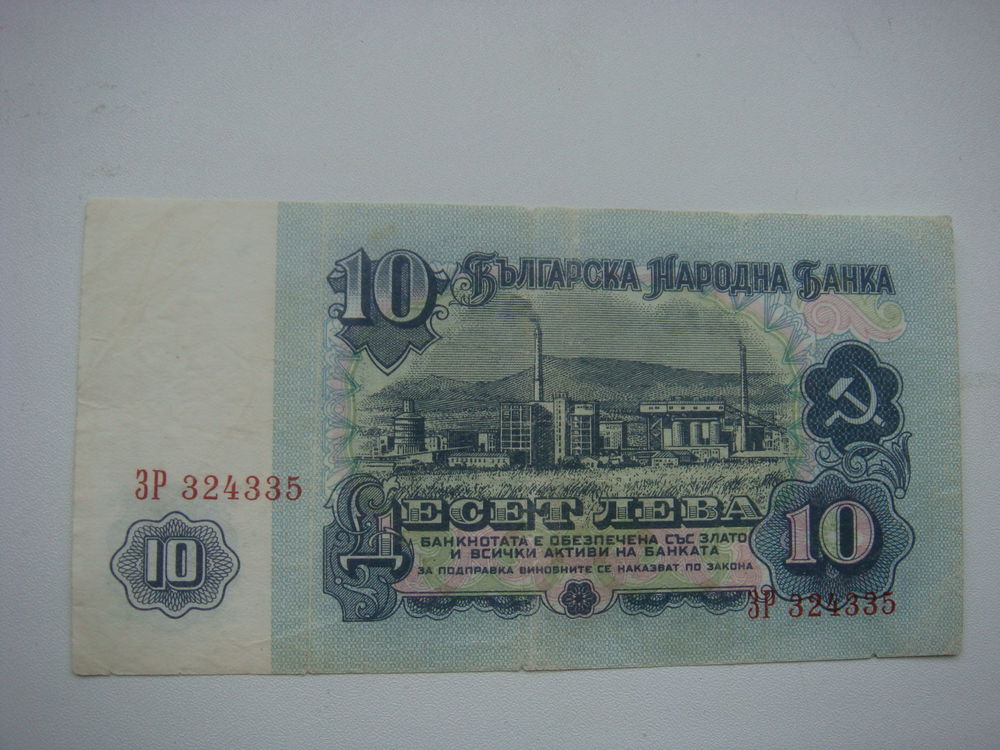 10
БЪЛГАРСКА НАРОДНА БАНКА
ЗР 324335
10
ДЕСЕТ ЛЕВА
БАНКНОТАТА Е ОБЕЗПЕЧЕНА СЪС ЗЛАТО
И ВСИЧКИ АКТИВИ НА БАНКАТА
ЗА ПОДПРАВКА ВИНОВНИТЕ СЕ НАКАЗВАТ ПО ЗАКОНА
10
ЗР 324335